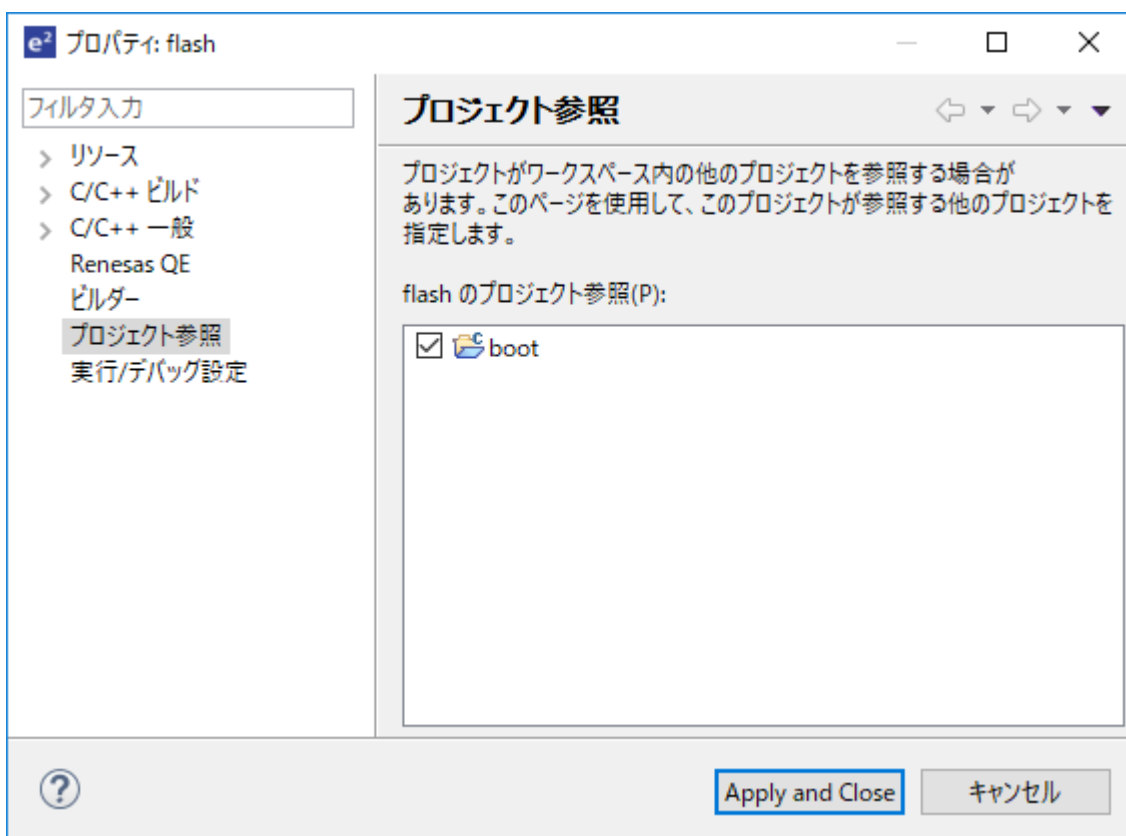 e² プロパティ: flash
フィルタ入力
リソース
C/C++ ビルド
C/C++ 一般
Renesas QE
ビルダー
プロジェクト参照
実行/デバッグ設定
プロジェクト参照
プロジェクトがワークスペース内の他のプロジェクトを参照する場合が
あります。このページを使用して、このプロジェクトが参照する他のプロジェクトを
指定します。
flash のプロジェクト参照(P):
boot
?
Apply and Close
キャンセル